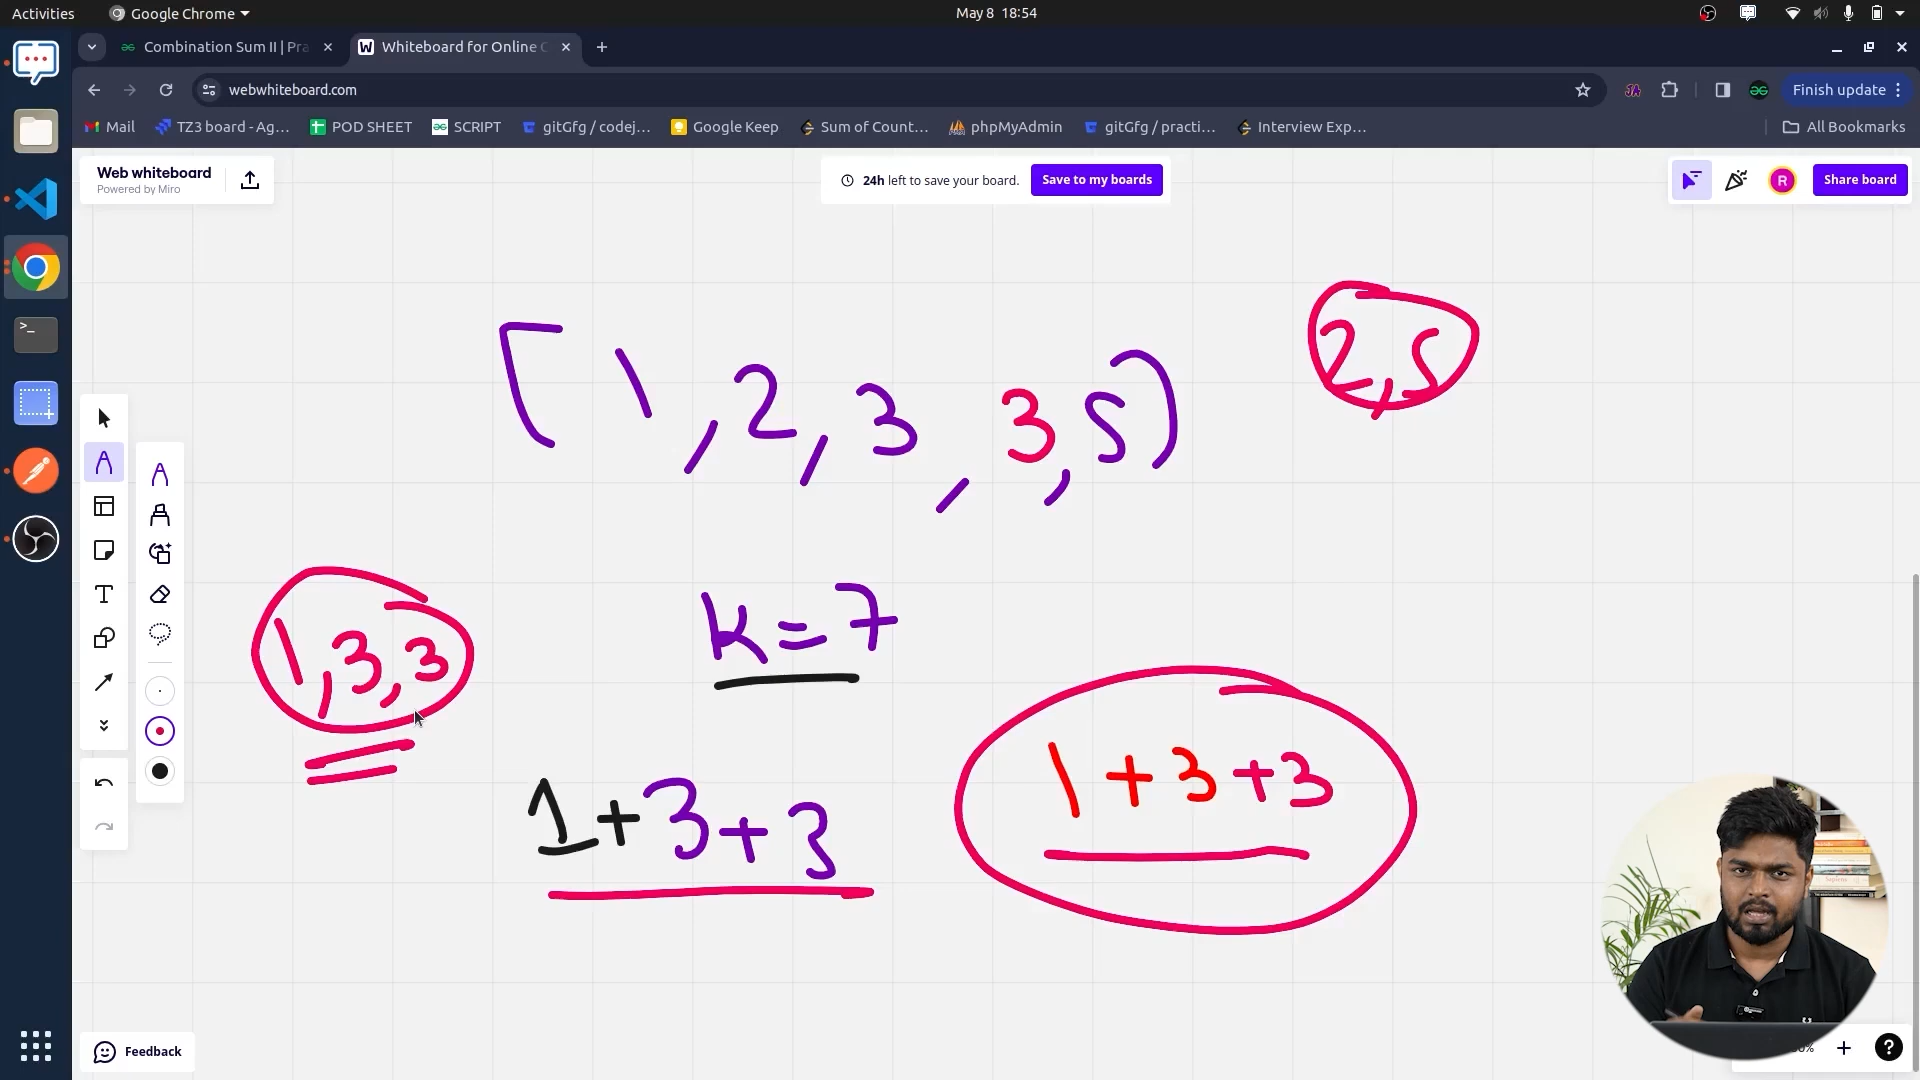 Activities Google Chrome May 8 18:54
Combination Sum II | Pra
Whiteboard for Online C
webwhiteboard.com
Finish update
Mail TZ3 board - Ag... POD SHEET SCRIPT gitGfg / codej... Google Keep Sum of Count... phpMyAdmin gitGfg / practi... Interview Exp... All Bookmarks
Web whiteboard
Powered by Miro
24h left to save your board. Save to my boards
R Share board
2,5
[1, 2, 3, 3, 5)
k=7
1,3,3
1+3+3
1+3+3
Feedback